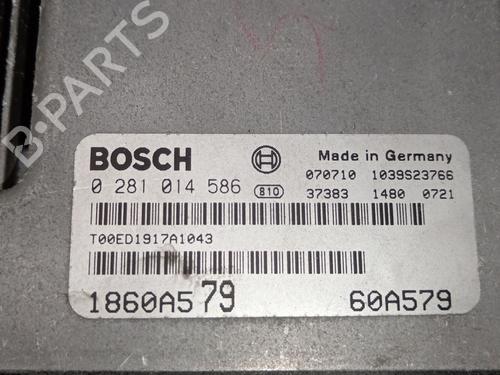 B-PARTS
BOSCH
Made in Germany
0 281 014 586 810
070710 1039S23766
37383 1480 0721
T00ED1917A1043
1860A579
60A579